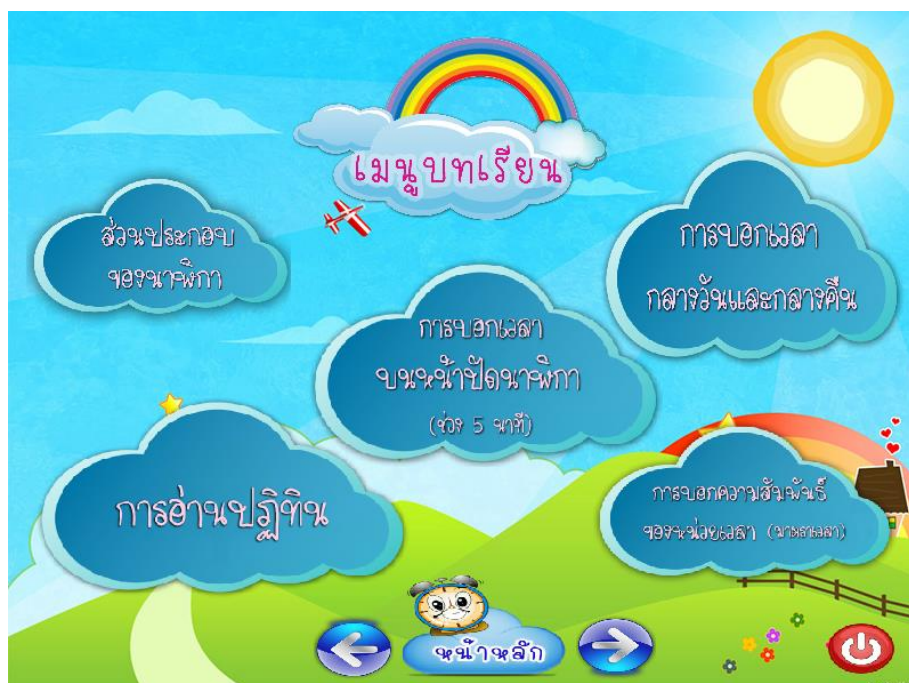 เมนูบทเรียน
ส่วนประกอบ
ของนาฬิกา
การบอกเวลา
กลางวันและกลางคืน
การบอกเวลา
บนหน้าปัดนาฬิกา
(ช่วง 5 นาที)
การอ่านปฏิทิน
การบอกความสัมพันธ์
ของหน่วยเวลา (มาตราเวลา)
หน้าหลัก